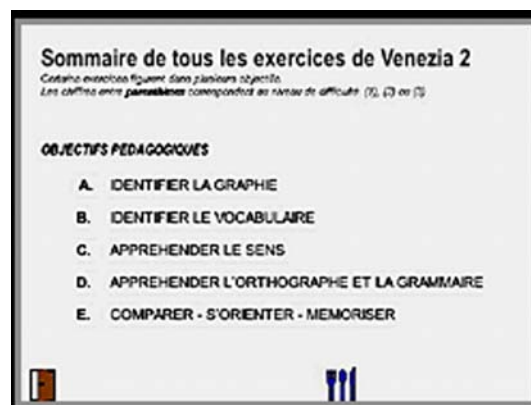 Sommaire de tous les exercices de Venezia 2
Certains exercices figurent dans plusieurs objectifs.
Les chiffres entre parenthèses correspondent au niveau de difficulté: (1), (2) ou (3)
OBJECTIFS PEDAGOGIQUES
A. IDENTIFIER LA GRAPHIE
B. IDENTIFIER LE VOCABULAIRE
C. APPREHENDER LE SENS
D. APPREHENDER L'ORTHOGRAPHE ET LA GRAMMAIRE
E. COMPARER - S'ORIENTER - MEMORISER